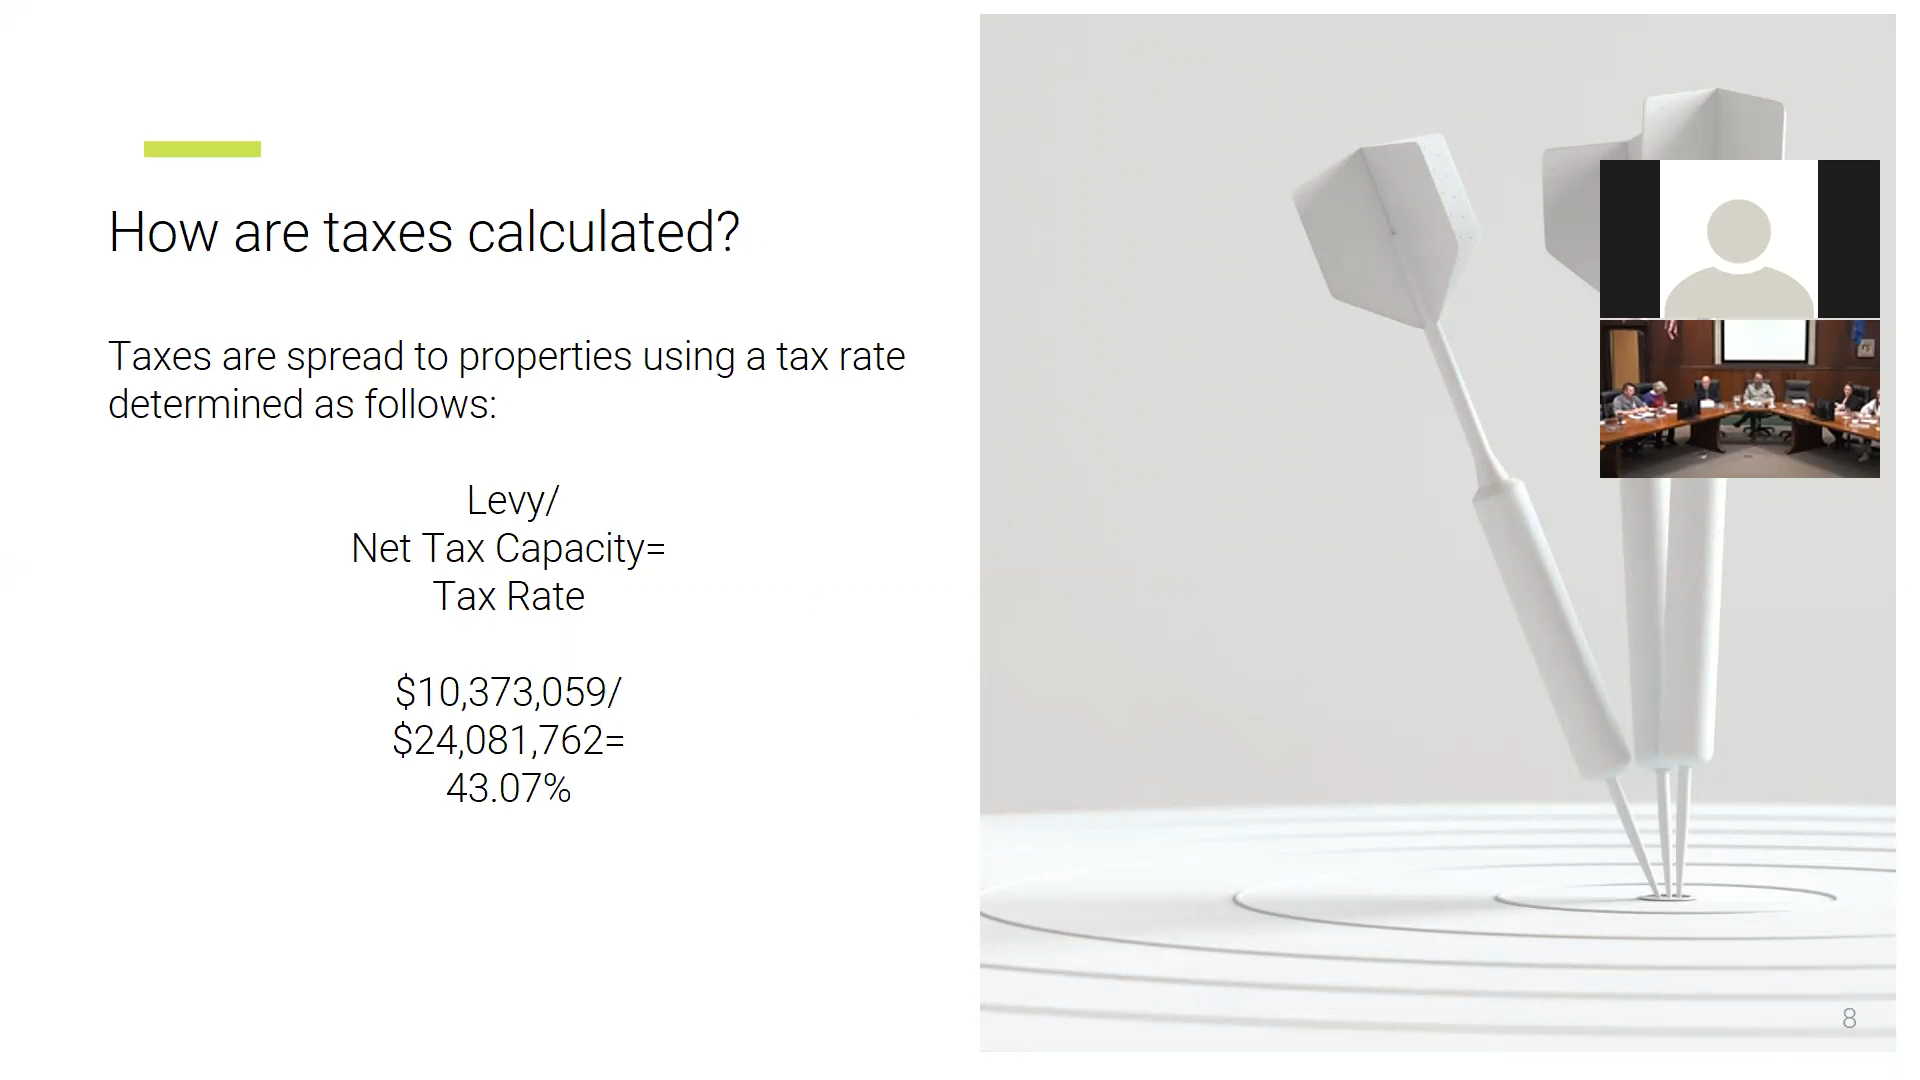 How are taxes calculated?
Taxes are spread to properties using a tax rate
determined as follows:
Levy/
Net Tax Capacity=
Tax Rate
$10,373,059/
$24,081,762=
43.07%
8